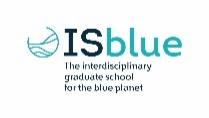 ISblue
The interdisciplinary
graduate school
for the blue planet